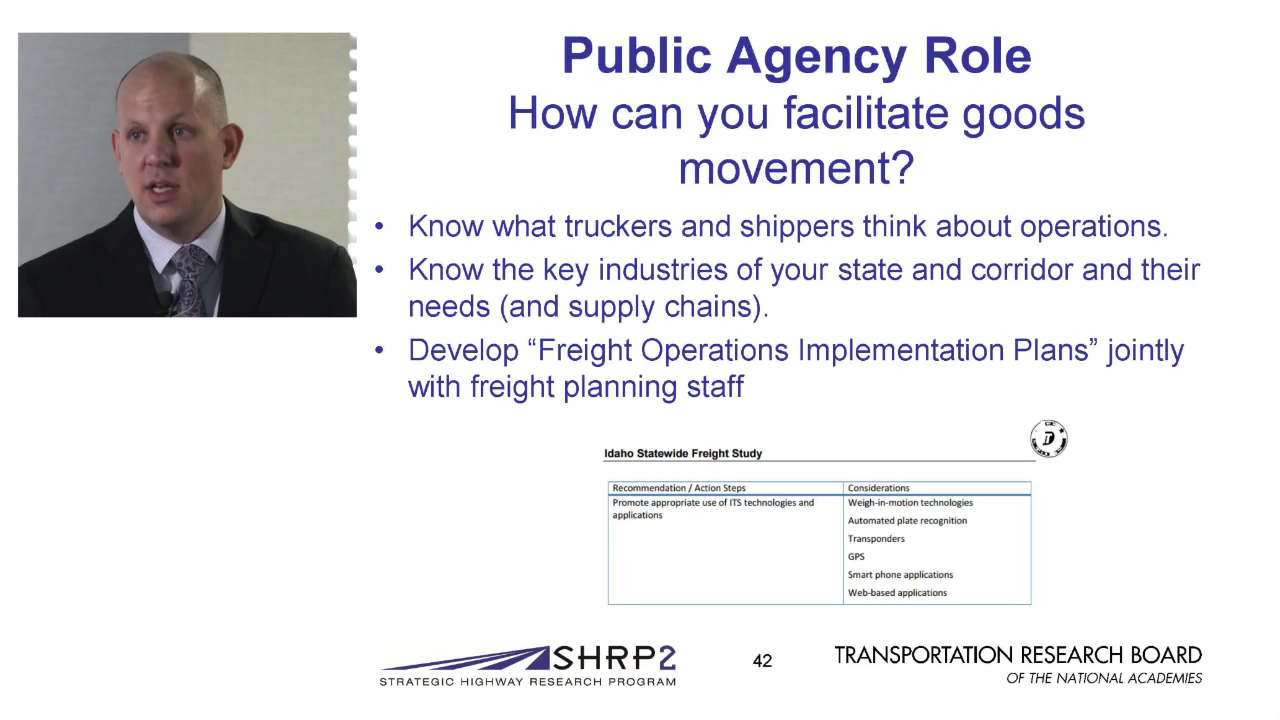 Public Agency Role
How can you facilitate goods
movement?
• Know what truckers and shippers think about operations.
• Know the key industries of your state and corridor and their
needs (and supply chains).
• Develop “Freight Operations Implementation Plans” jointly
with freight planning staff
Idaho Statewide Freight Study
Recommendation / Action Steps
Considerations
Promote appropriate use of ITS technologies and
applications
Weigh-in-motion technologies
Automated plate recognition
Transponders
GPS
Smart phone applications
Web-based applications
SHRP2
STRATEGIC HIGHWAY RESEARCH PROGRAM
42
TRANSPORTATION RESEARCH BOARD
OF THE NATIONAL ACADEMIES